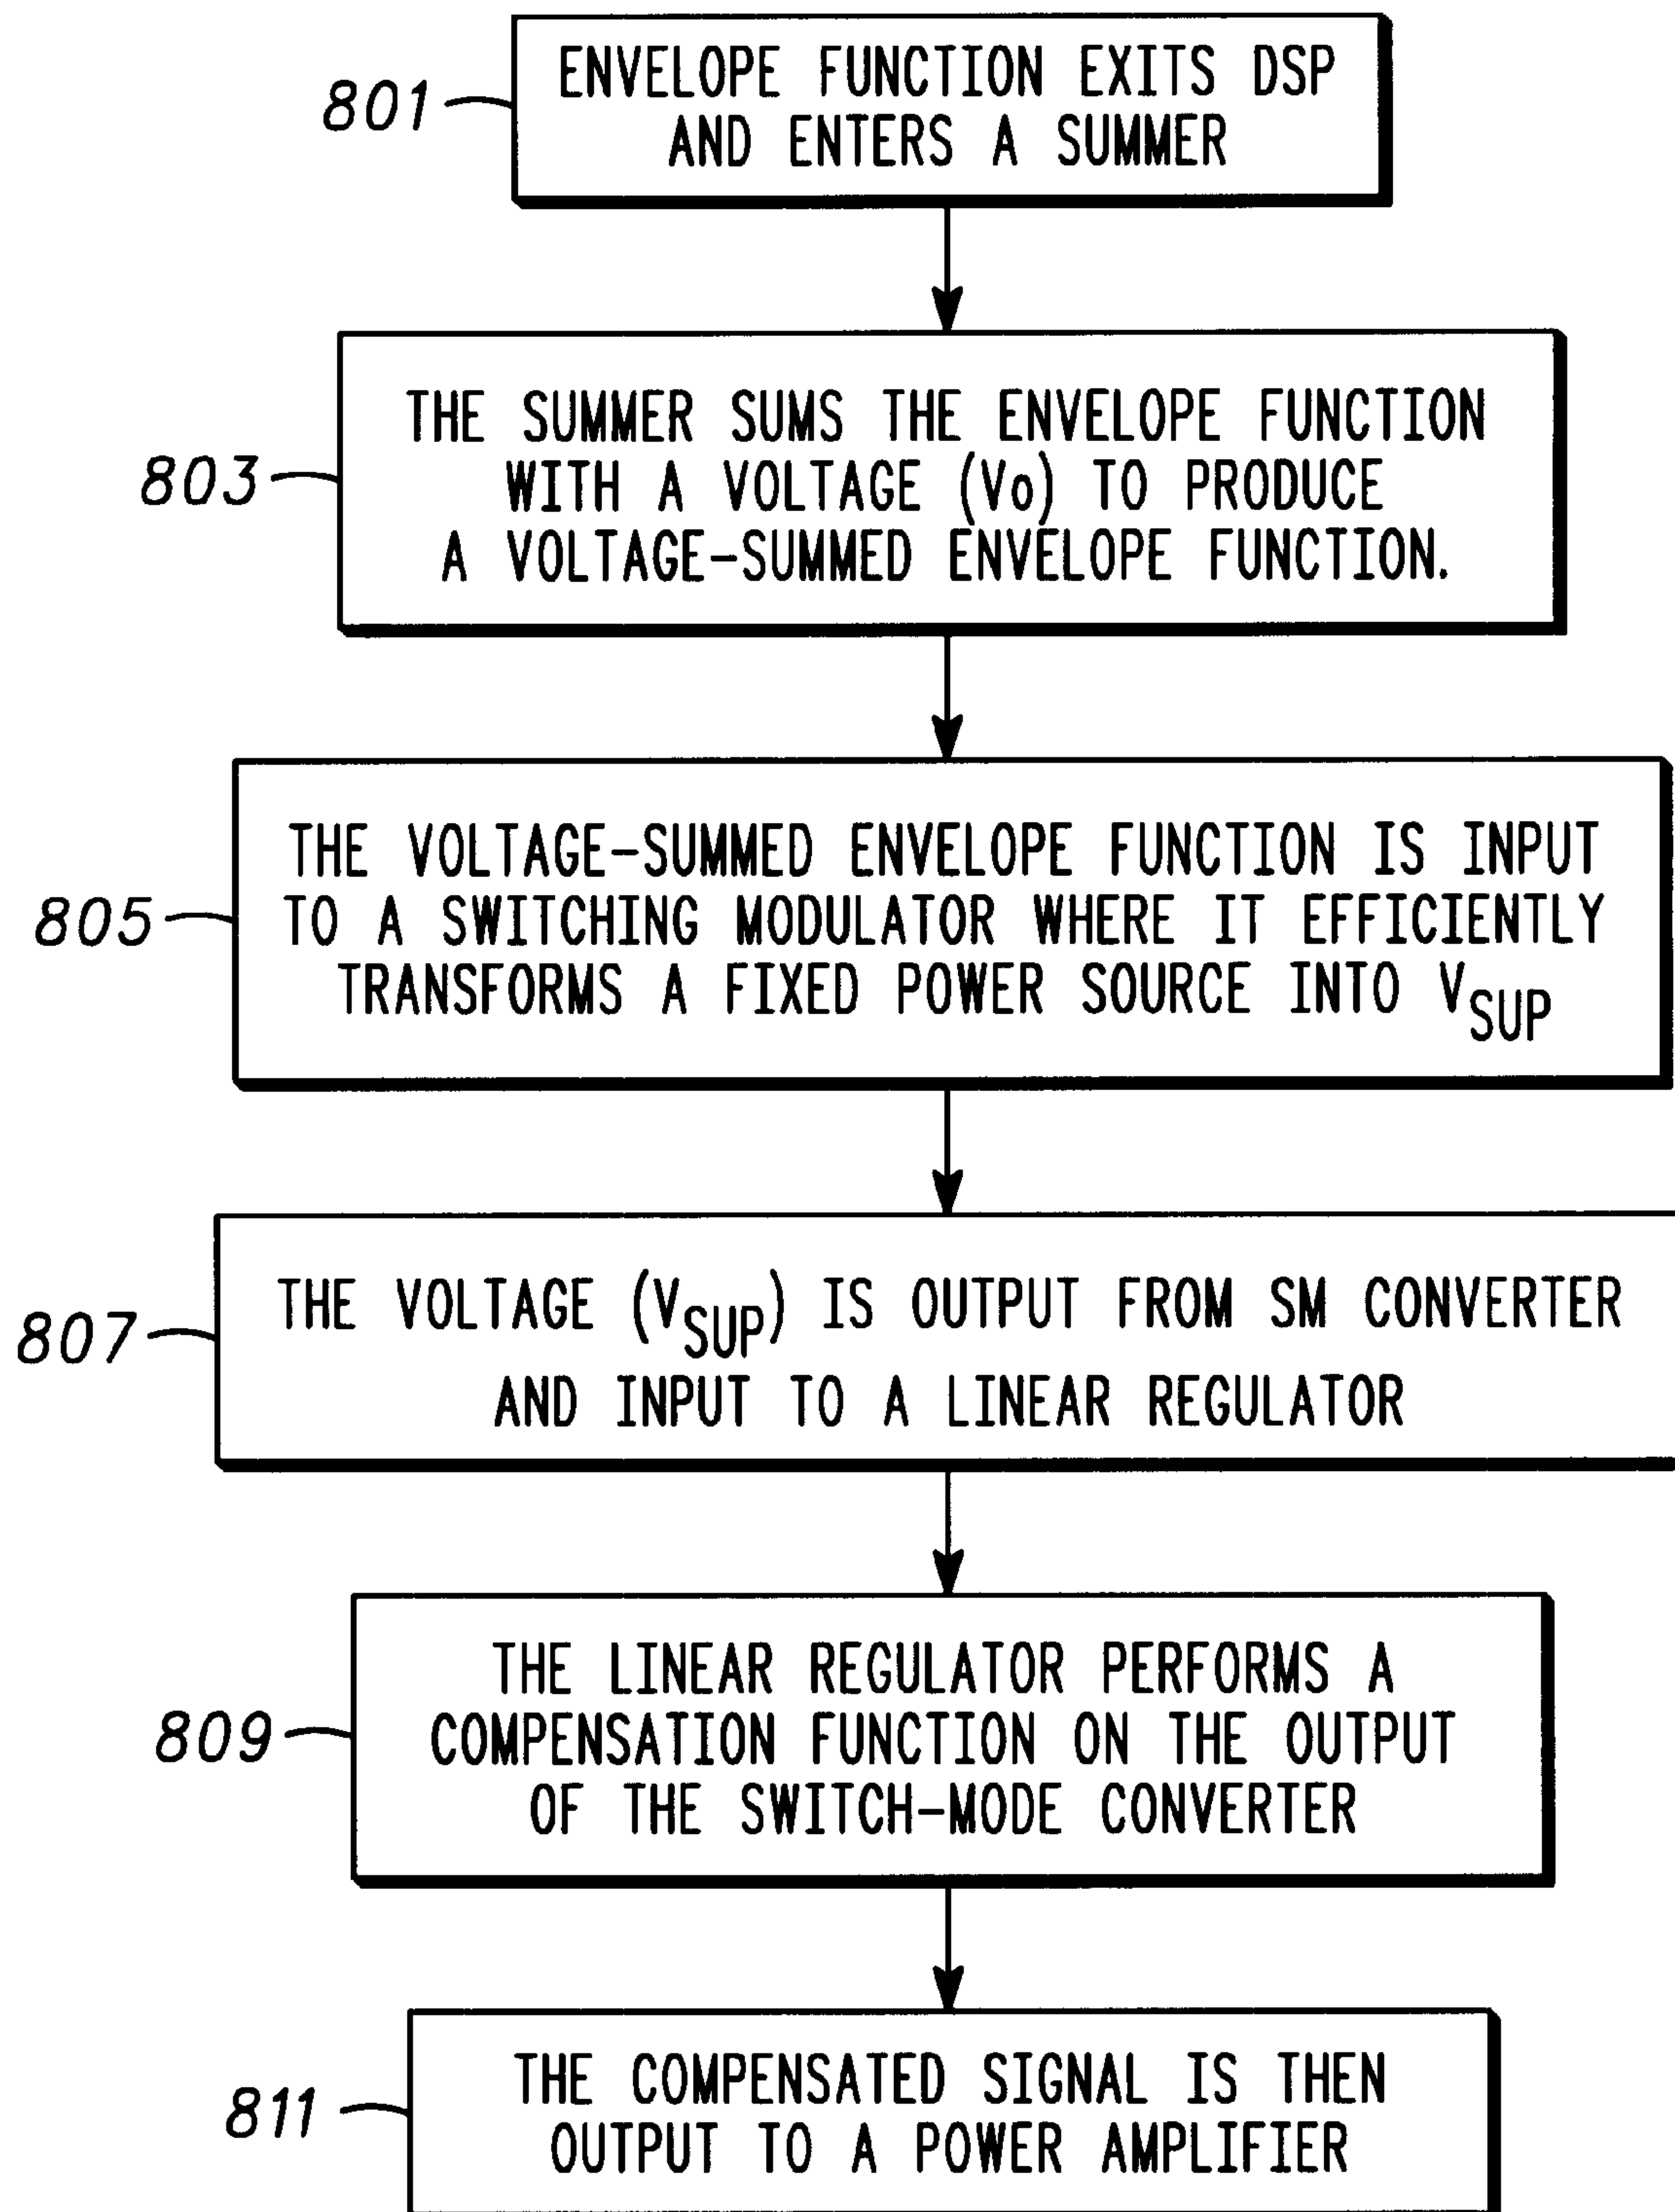 801
ENVELOPE FUNCTION EXITS DSP
AND ENTERS A SUMMER
803
THE SUMMER SUMS THE ENVELOPE FUNCTION
WITH A VOLTAGE (Vo) TO PRODUCE
A VOLTAGE-SUMMED ENVELOPE FUNCTION.
805
THE VOLTAGE-SUMMED ENVELOPE FUNCTION IS INPUT
TO A SWITCHING MODULATOR WHERE IT EFFICIENTLY
TRANSFORMS A FIXED POWER SOURCE INTO VSUP
807
THE VOLTAGE (VSUP) IS OUTPUT FROM SM CONVERTER
AND INPUT TO A LINEAR REGULATOR
809
THE LINEAR REGULATOR PERFORMS A
COMPENSATION FUNCTION ON THE OUTPUT
OF THE SWITCH-MODE CONVERTER
811
THE COMPENSATED SIGNAL IS THEN
OUTPUT TO A POWER AMPLIFIER